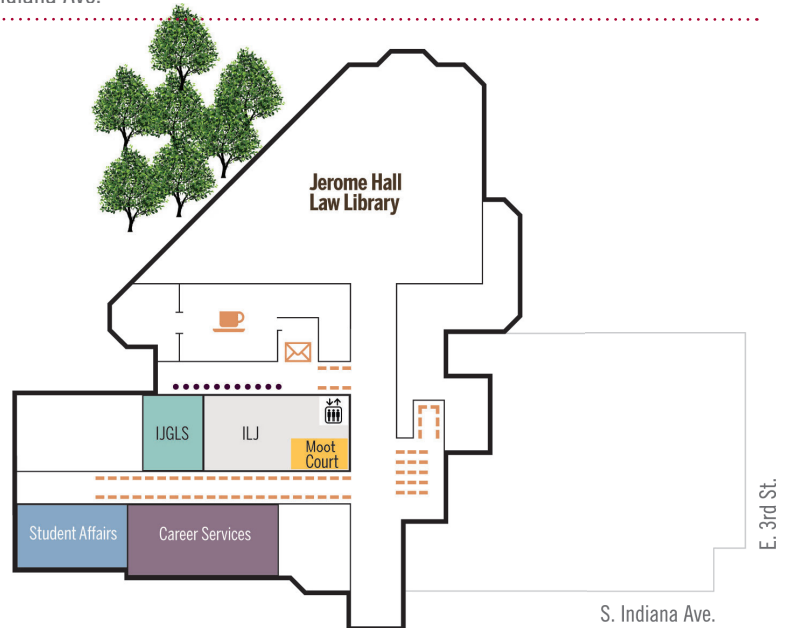 Jerome Hall
Law Library
IJGLS
ILJ
Moot
Court
Student Affairs
Career Services
E. 3rd St.
S. Indiana Ave.